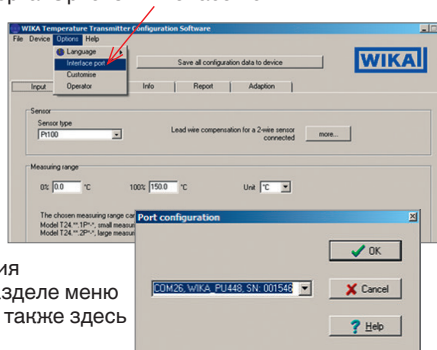 WIKA Temperature Transmitter Configuration Software
File Device Options Help
Language
Interface port
Customise
Operator
Save all configuration data to device
WIKA
Input
Info
Report
Adaption
Sensor
Sensor type
Pt100
Lead wire compensation for a 2-wire sensor
connected
more...
Measuring range
0% 0.0 °C 100% 150.0 °C Unit °C
The chosen measuring range ca
Model T24.**.1P*-*, small measur
Model T24.**.2P*-*, large measur
Port configuration
COM26, WIKA_PU448, SN: 001546
OK
Cancel
Help
ия
зделе меню
также здесь